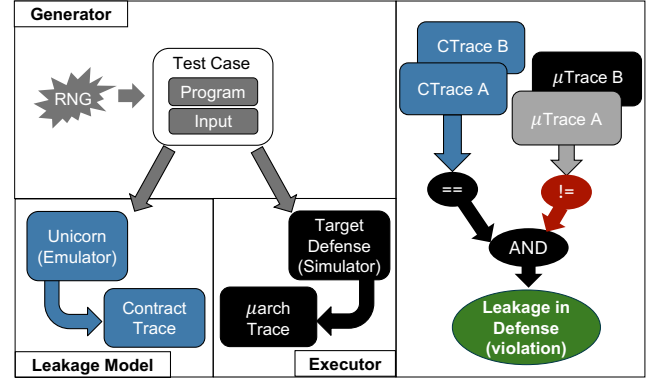 Generator
RNG
Test Case
Program
Input
Unicorn
(Emulator)
Contract
Trace
Leakage Model
Target
Defense
(Simulator)
μarch
Trace
Executor
CTrace B
CTrace A
μTrace B
μTrace A
==
!=
AND
Leakage in
Defense
(violation)